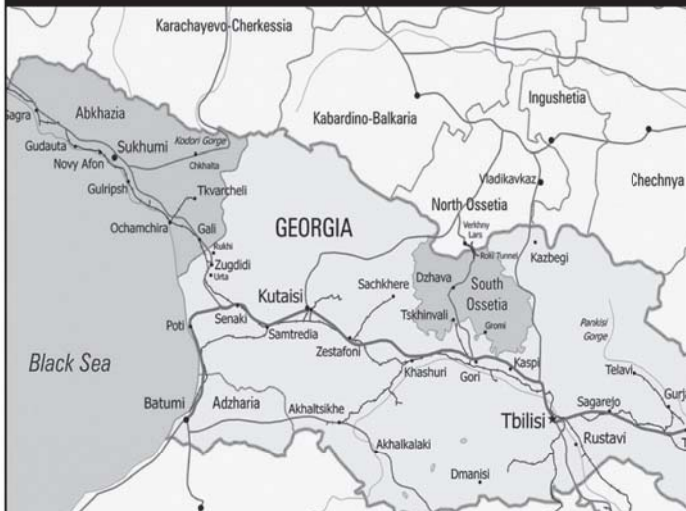 Karachayevo-Cherkessia
Abkhazia
Kabardino-Balkaria
Ingushetia
Gudauta
Sukhumi
Kodori Gorge
Novy Afon
Chkhalta
Vladikavkaz
Chechnya
Gulripsh
Tkvarcheli
North Ossetia
Ochamchira
Gali
GEORGIA
Verkhny
Lars
Rukhi
Roki Tunnel
Kazbegi
Zugdidi
Urta
Dzhava
Sachkhere
South
Ossetia
Kutaisi
Senaki
Poti
Samtredia
Tskhinvali
Gromi
Pankisi
Gorge
Zestafoni
Black Sea
Khashuri
Gori
Kaspi
Telavi
Batumi
Adzharia
Akhaltsikhe
Tbilisi
Sagarejo
Rustavi
Akhalkalaki
Dmanisi